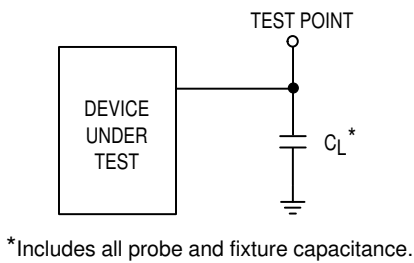 TEST POINT
DEVICE
UNDER
TEST
CL*
*Includes all probe and fixture capacitance.